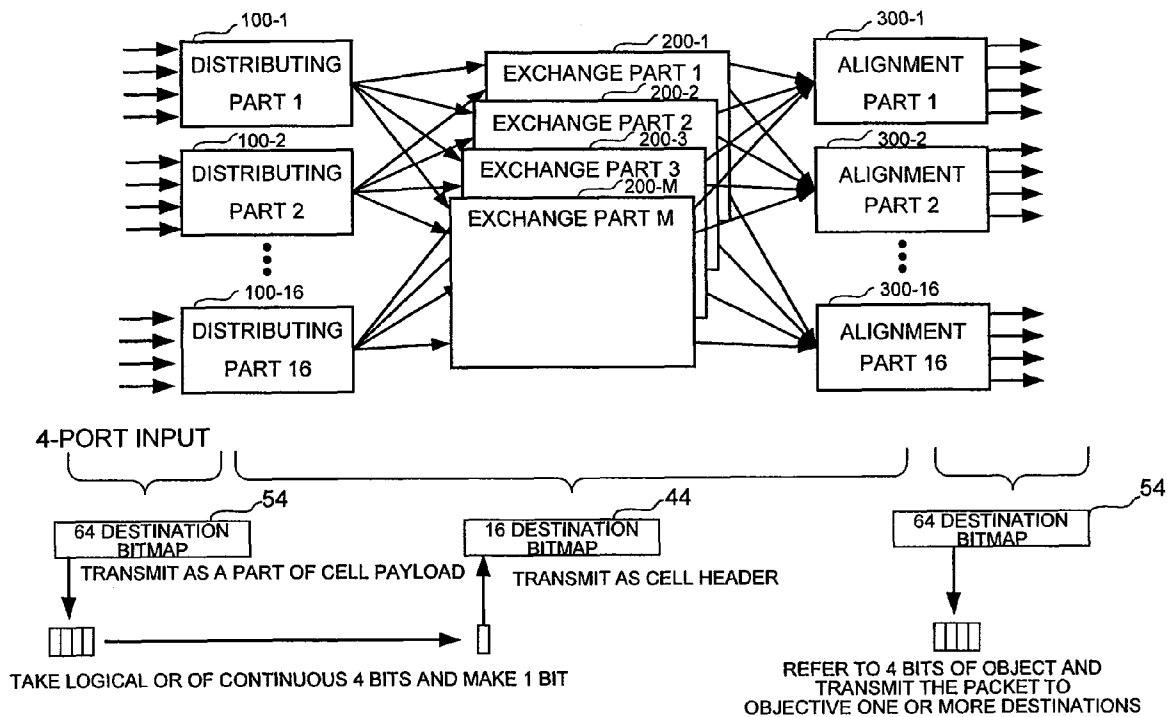 100-1
DISTRIBUTING
PART 1
200-1
EXCHANGE PART 1
300-1
ALIGNMENT
PART 1
200-2
EXCHANGE PART 2
100-2
DISTRIBUTING
PART 2
200-3
EXCHANGE PART 3
300-2
ALIGNMENT
PART 2
200-M
EXCHANGE PART M
100-16
DISTRIBUTING
PART 16
300-16
ALIGNMENT
PART 16
4-PORT INPUT
54
64 DESTINATION
BITMAP
TRANSMIT AS A PART OF CELL PAYLOAD
44
16 DESTINATION
BITMAP
TRANSMIT AS CELL HEADER
54
64 DESTINATION
BITMAP
TAKE LOGICAL OR OF CONTINUOUS 4 BITS AND MAKE 1 BIT
REFER TO 4 BITS OF OBJECT AND
TRANSMIT THE PACKET TO
OBJECTIVE ONE OR MORE DESTINATIONS